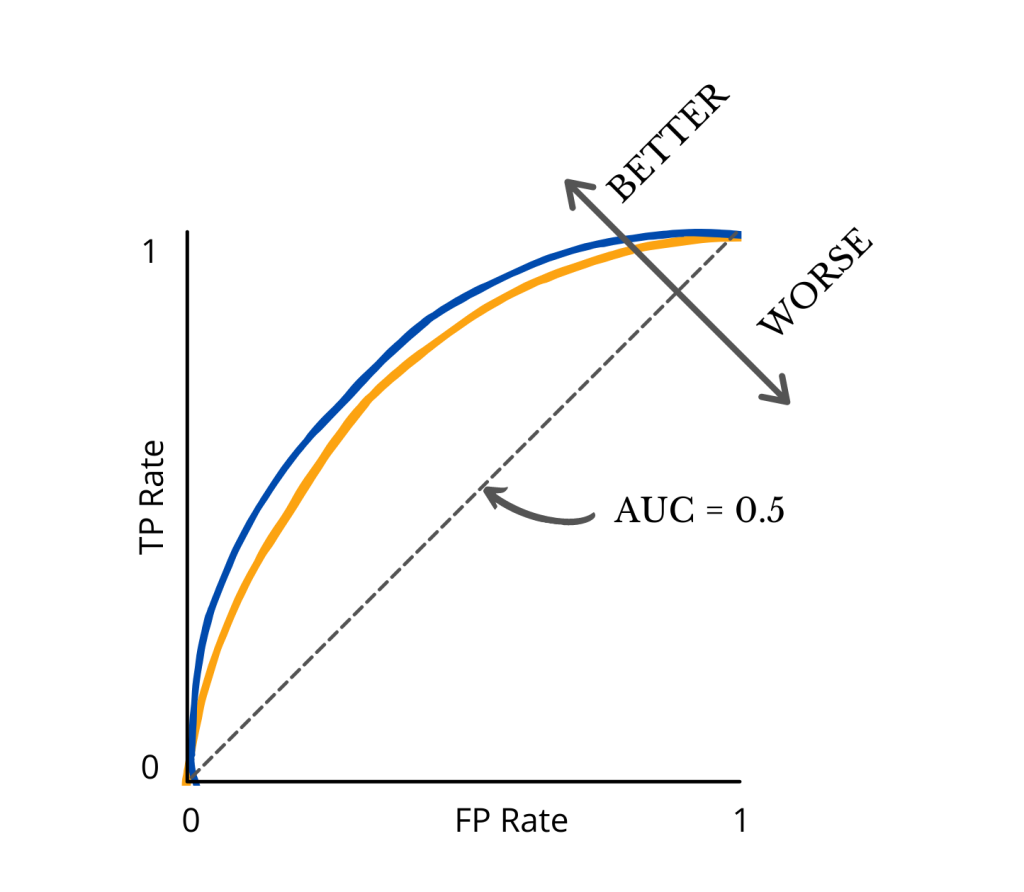 BETTER
WORSE
1
TP Rate
AUC = 0.5
0
0
FP Rate
1